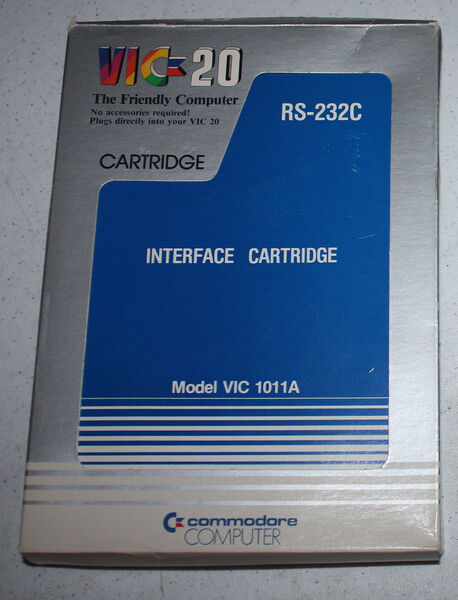 VIC-20
The Friendly Computer
No accessories required!
Plugs directly into your VIC 20
RS-232C
CARTRIDGE
INTERFACE CARTRIDGE
Model VIC 1011A
commodore
COMPUTER